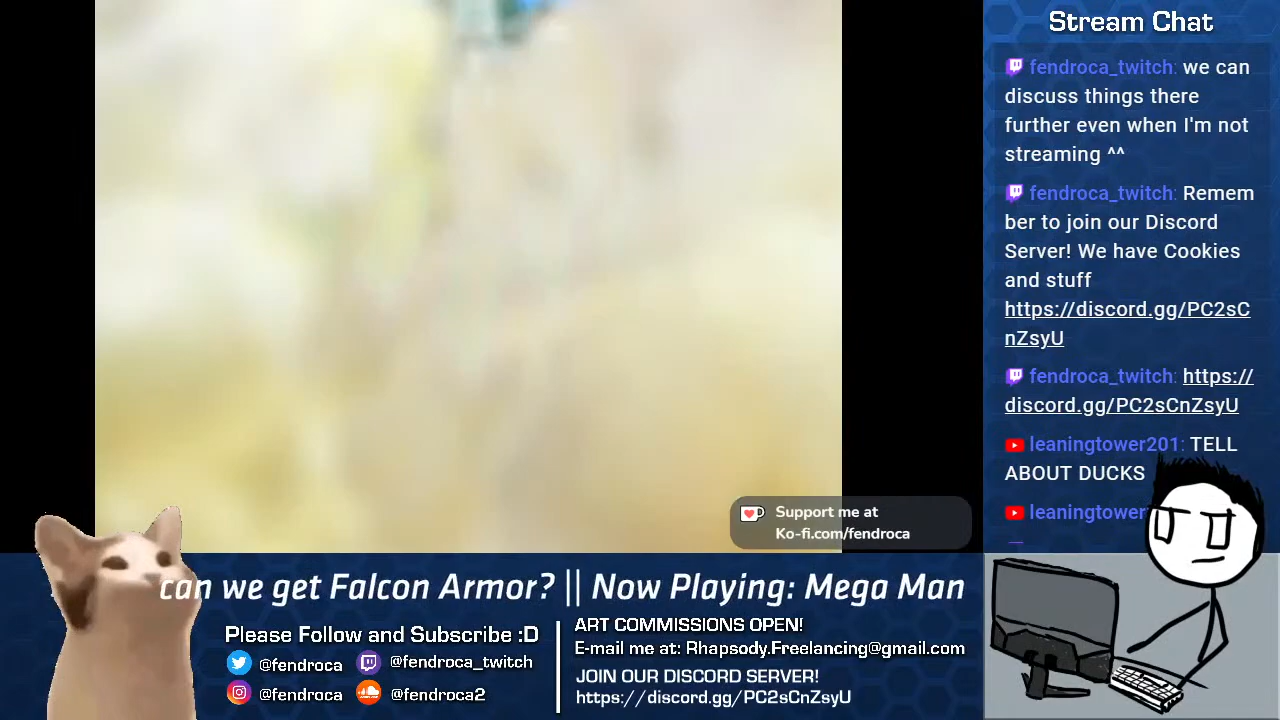 Stream Chat
fendroca_twitch: we can
discuss things there
further even when I'm not
streaming ^^
fendroca_twitch: Remem
ber to join our Discord
Server! We have Cookies
and stuff
https://discord.gg/PC2sC
nZsyU
fendroca_twitch: https://
discord.gg/PC2sCnZsyU
leaningtower201: TELL
ABOUT DUCKS
leaningtower
Support me at
Ko-fi.com/fendroca
can we get Falcon Armor? || Now Playing: Mega Man
Please Follow and Subscribe :D
@fendroca
@fendroca_twitch
@fendroca
@fendroca2
ART COMMISSIONS OPEN!
E-mail me at: Rhapsody.Freelancing@gmail.com
JOIN OUR DISCORD SERVER!
https://discord.gg/PC2sCnZsyU